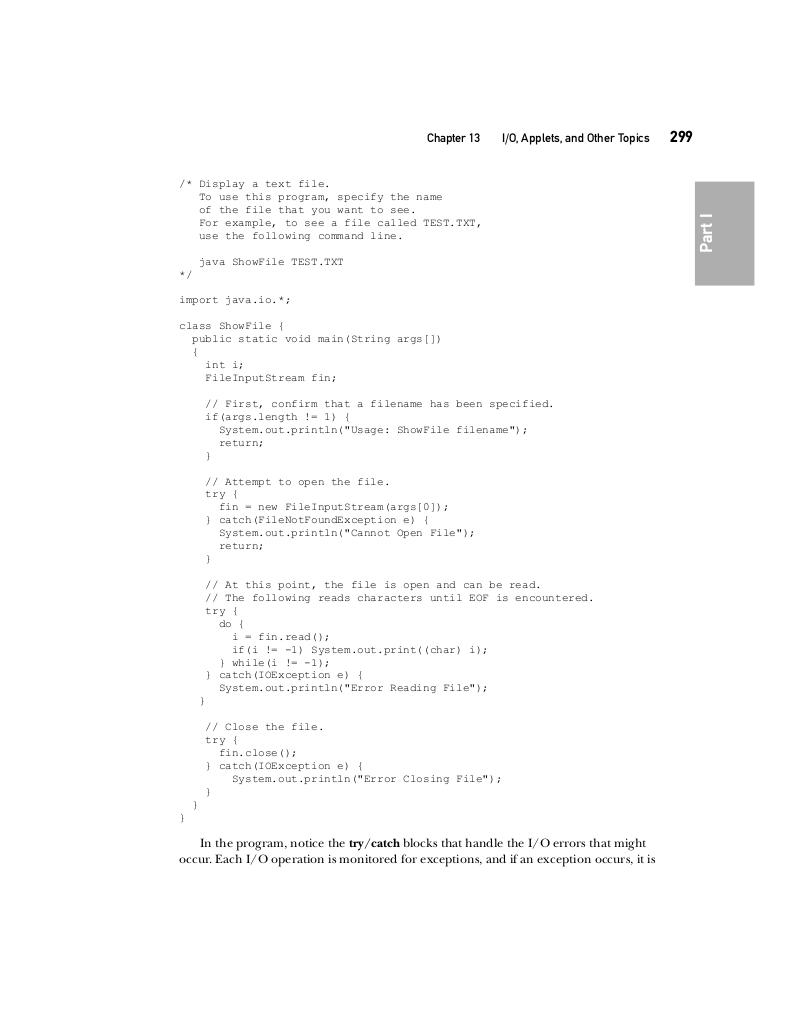 Chapter 13 I/O, Applets, and Other Topics 299
Part I
/* Display a text file.
   To use this program, specify the name
   of the file that you want to see.
   For example, to see a file called TEST.TXT,
   use the following command line.

   java ShowFile TEST.TXT
*/

import java.io.*;

class ShowFile {
  public static void main(String args[])
  {
    int i;
    FileInputStream fin;

    // First, confirm that a filename has been specified.
    if(args.length != 1) {
      System.out.println("Usage: ShowFile filename");
      return;
    }

    // Attempt to open the file.
    try {
      fin = new FileInputStream(args[0]);
    } catch(FileNotFoundException e) {
      System.out.println("Cannot Open File");
      return;
    }

    // At this point, the file is open and can be read.
    // The following reads characters until EOF is encountered.
    try {
      do {
        i = fin.read();
        if(i != -1) System.out.print((char) i);
      } while(i != -1);
    } catch(IOException e) {
      System.out.println("Error Reading File");
   }

    // Close the file.
    try {
      fin.close();
    } catch(IOException e) {
        System.out.println("Error Closing File");
    }
  }
}
In the program, notice the try/catch blocks that handle the I/O errors that might
occur. Each I/O operation is monitored for exceptions, and if an exception occurs, it is